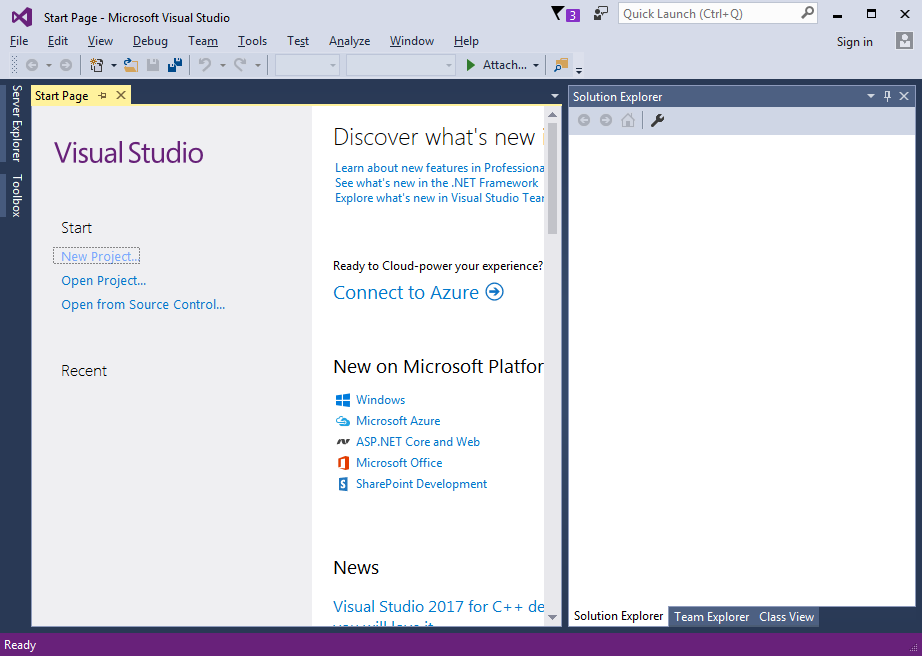 Start Page - Microsoft Visual Studio
3
Quick Launch (Ctrl+Q)
File Edit View Debug Team Tools Test Analyze Window Help
Sign in
Attach...
Server Explorer
Toolbox
Start Page
Visual Studio
Start
New Project...
Open Project...
Open from Source Control...
Recent
Discover what's new i
Learn about new features in Professiona
See what's new in the .NET Framework
Explore what's new in Visual Studio Tear
Ready to Cloud-power your experience?
Connect to Azure
New on Microsoft Platfor
Windows
Microsoft Azure
ASP.NET Core and Web
Microsoft Office
SharePoint Development
News
Visual Studio 2017 for C++ de
you will love it
Solution Explorer
Solution Explorer Team Explorer Class View
Ready